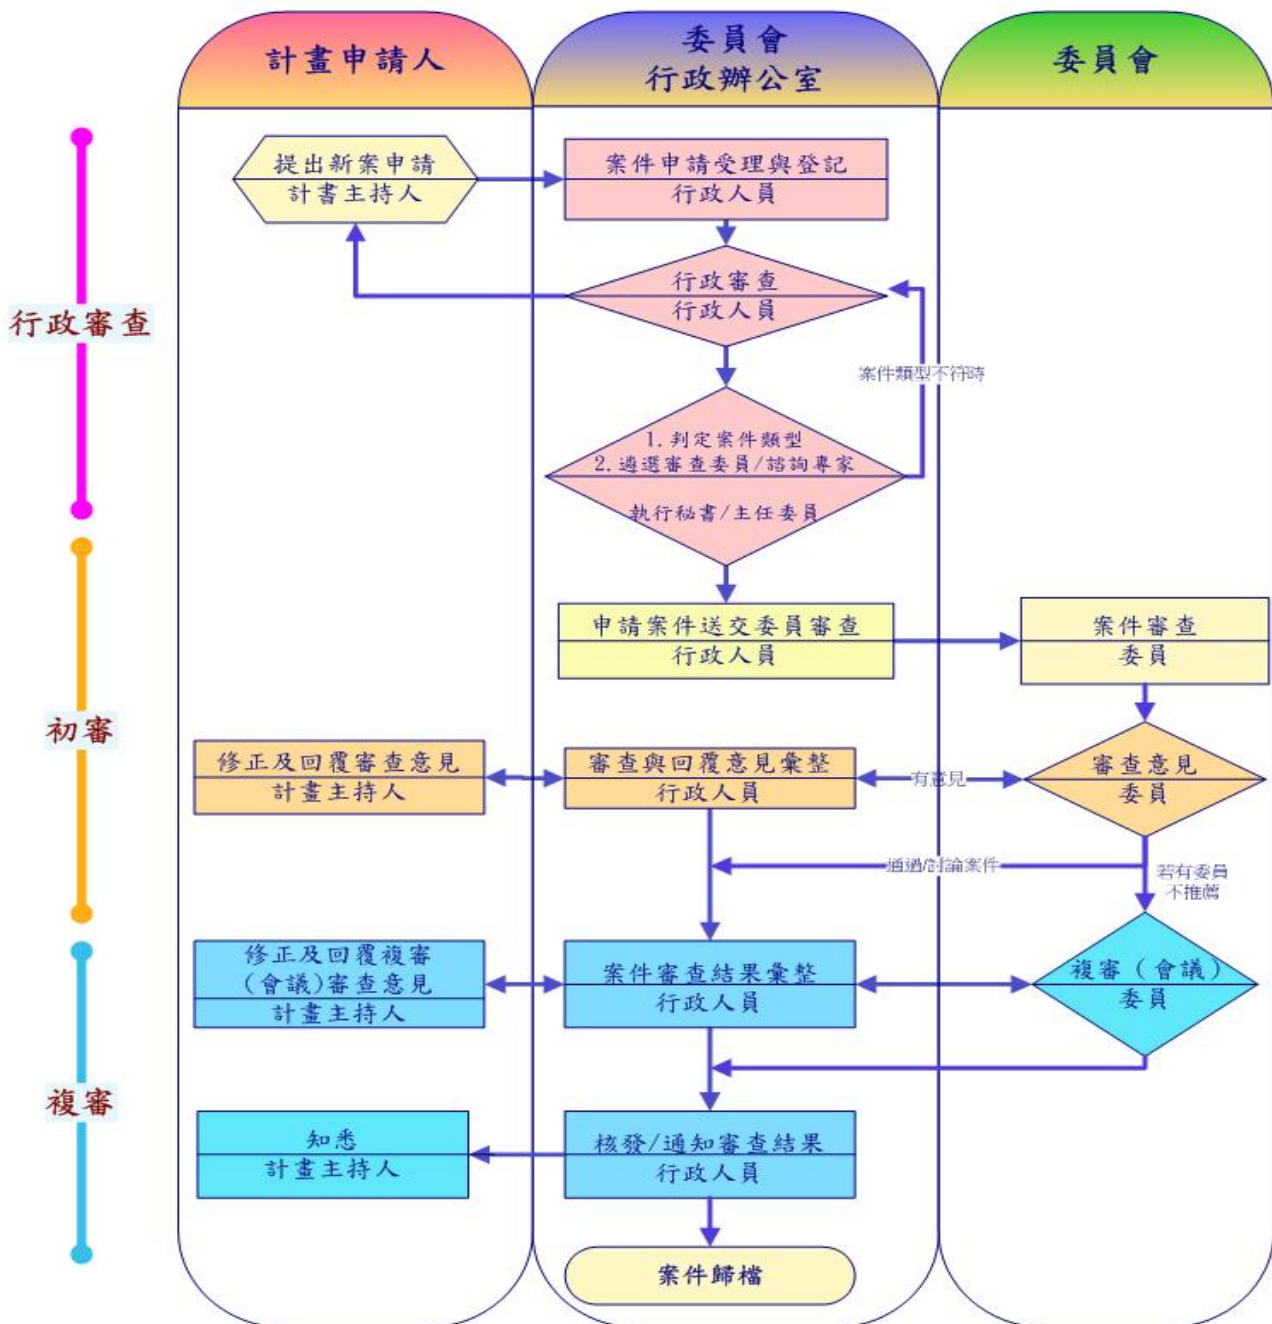 計畫申請人
委員會
行政辦公室
委員會
行政審查
提出新案申請
計書主持人
案件申請受理與登記
行政人員
行政審查
行政人員
案件類型不符時
1.判定案件類型
2.遴選審查委員/諮詢專家
執行秘書/主任委員
初審
申請案件送交委員審查
行政人員
案件審查
委員
修正及回覆審查意見
計畫主持人
審查與回覆意見彙整
行政人員
有意見
審查意見
委員
通過/討論案件
若有委員
不推薦
複審
修正及回覆複審
(會議)審查意見
計畫主持人
案件審查結果彙整
行政人員
複審（會議）
委員
知悉
計畫主持人
核發/通知審查結果
行政人員
案件歸檔